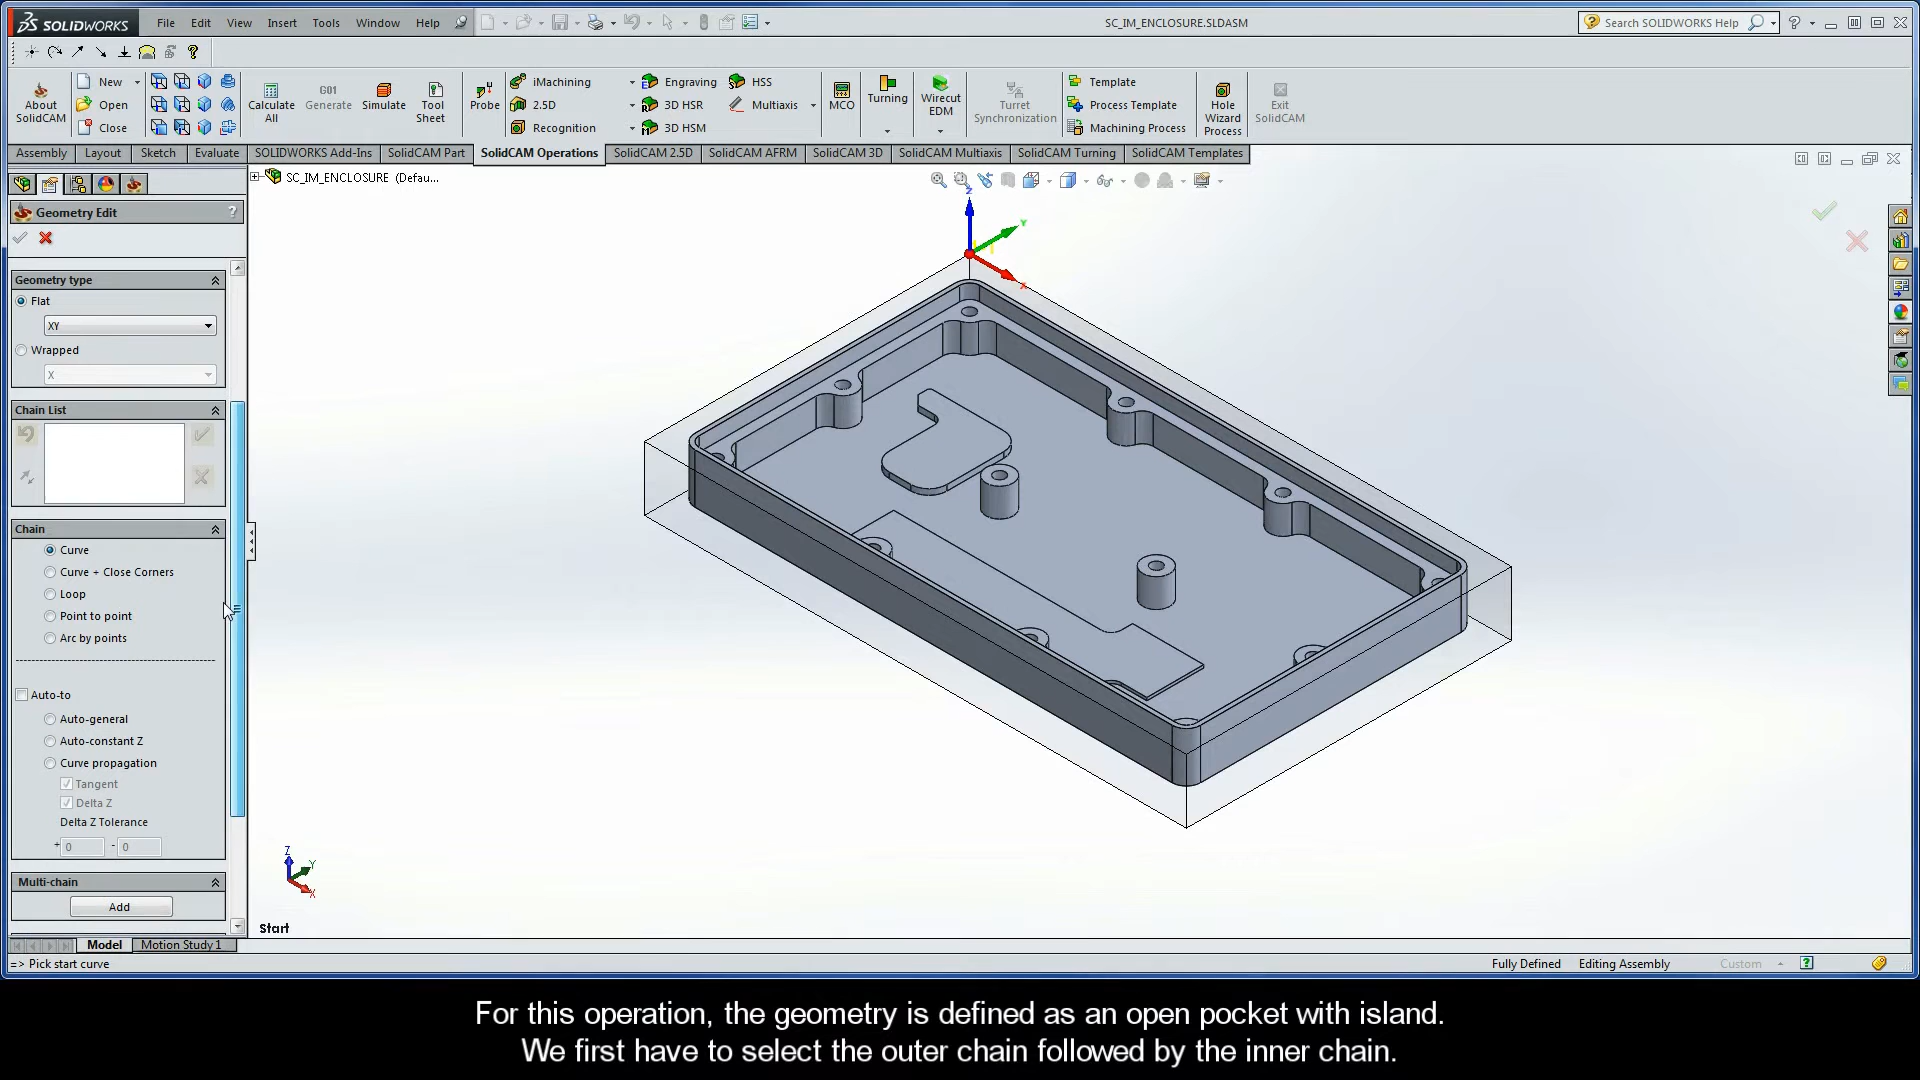 SOLIDWORKS File Edit View Insert Tools Window Help SC_IM_ENCLOSURE.SLDASM Search SOLIDWORKS Help
About SolidCAM
New
Open
Close
Calculate All
G01
Generate
Simulate
Tool Sheet
Probe
iMachining
2.5D
Recognition
Engraving
3D HSR
3D HSM
HSS
Multiaxis
MCO
Turning
Wirecut EDM
Turret Synchronization
Template
Process Template
Machining Process
Hole Wizard Process
Exit SolidCAM
Assembly Layout Sketch Evaluate SOLIDWORKS Add-Ins SolidCAM Part SolidCAM Operations SolidCAM 2.5D SolidCAM AFRM SolidCAM 3D SolidCAM Multiaxis SolidCAM Turning SolidCAM Templates
SC_IM_ENCLOSURE (Defau...
Geometry Edit ?
Geometry type
Flat
XY
Wrapped
X
Chain List
Chain
Curve
Curve + Close Corners
Loop
Point to point
Arc by points
Auto-to
Auto-general
Auto-constant Z
Curve propagation
Tangent
Delta Z
Delta Z Tolerance
+ 0 - 0
Multi-chain
Add
Z
Y
X
Z
Y
X
Start
Model Motion Study 1
=> Pick start curve Fully Defined Editing Assembly Custom
For this operation, the geometry is defined as an open pocket with island.
We first have to select the outer chain followed by the inner chain.